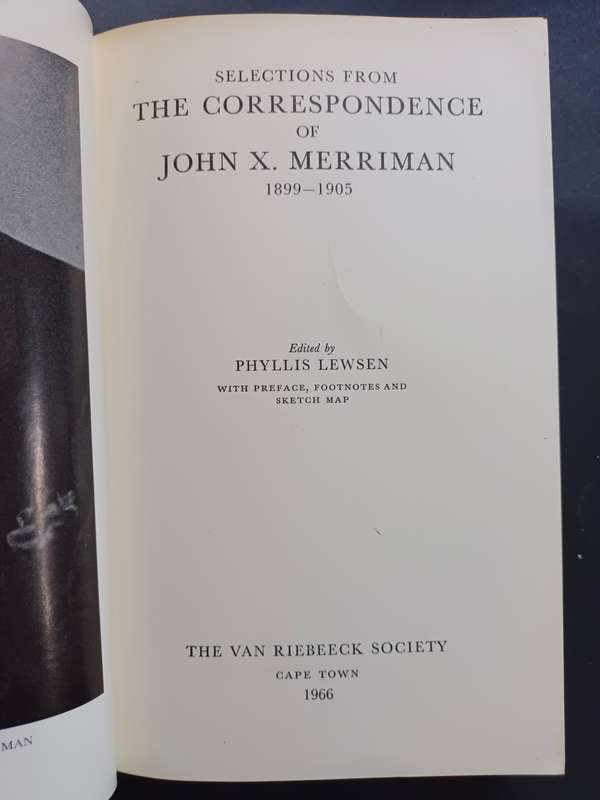 SELECTIONS FROM
THE CORRESPONDENCE
OF
JOHN X. MERRIMAN
1899—1905
Edited by
PHYLLIS LEWSEN
WITH PREFACE, FOOTNOTES AND
SKETCH MAP
THE VAN RIEBEECK SOCIETY
CAPE TOWN
1966
MAN